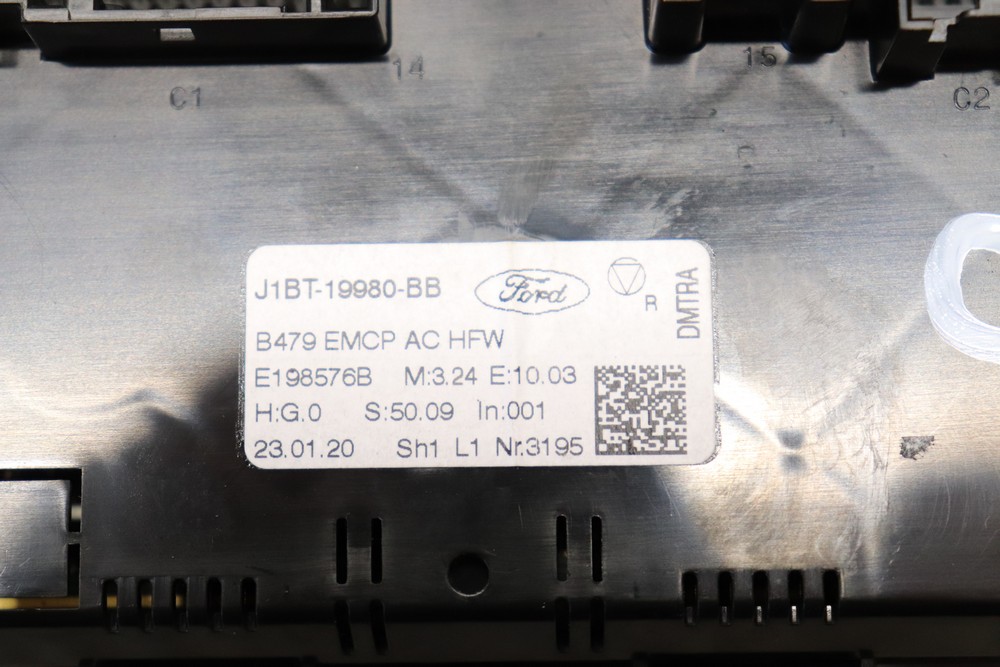 14
15
C1
C2
J1BT-19980-BB
Ford
R
DMTRA
B479 EMCP AC HFW
E198576B M:3.24 E:10.03
H:G.0 S:50.09 In:001
23.01.20 Sh1 L1 Nr.3195